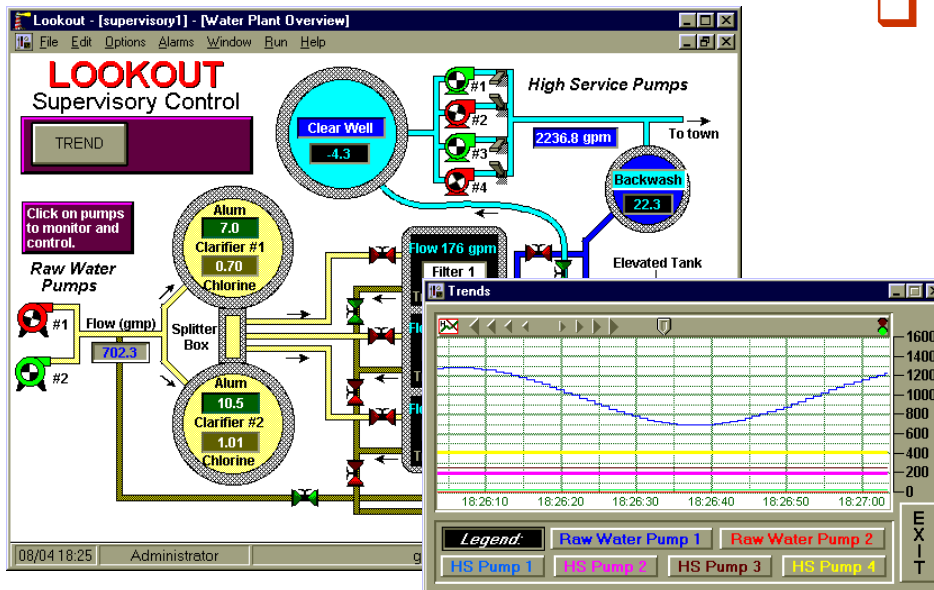 Lookout - [supervisory1] - [Water Plant Overview]
File Edit Options Alarms Window Run Help
LOOKOUT
Supervisory Control
TREND
Click on pumps
to monitor and
control.
Raw Water
Pumps
#1
#2
Flow (gmp)
702.3
Splitter
Box
Alum
7.0
Clarifier #1
0.70
Chlorine
Alum
10.5
Clarifier #2
1.01
Chlorine
Clear Well
-4.3
#1
#2
#3
#4
High Service Pumps
2236.8 gpm
To town
Backwash
22.3
Elevated Tank
Flow 176 gpm
Filter 1
08/04 18:25 Administrator
Trends
1600
1400
1200
1000
800
600
400
200
0
18:26:10 18:26:20 18:26:30 18:26:40 18:26:50 18:27:00
Legend:
Raw Water Pump 1
Raw Water Pump 2
HS Pump 1
HS Pump 2
HS Pump 3
HS Pump 4
EXIT